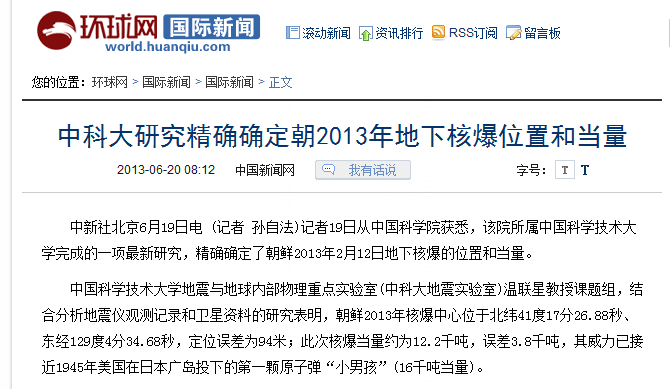 环球网 国际新闻
world.huanqiu.com
滚动新闻 资讯排行 RSS订阅 留言板
您的位置：环球网 > 国际新闻 > 国际新闻 > 正文
中科大研究精确确定朝2013年地下核爆位置和当量
2013-06-20 08:12 中国新闻网 我有话说 字号： T T
中新社北京6月19日电 (记者 孙自法)记者19日从中国科学院获悉，该院所属中国科学技术大
学完成的一项最新研究，精确确定了朝鲜2013年2月12日地下核爆的位置和当量。
中国科学技术大学地震与地球内部物理重点实验室(中科大地震实验室)温联星教授课题组，结
合分析地震仪观测记录和卫星资料的研究表明，朝鲜2013年核爆中心位于北纬41度17分26.88秒、
东经129度4分34.68秒，定位误差为94米；此次核爆当量约为12.2千吨，误差3.8千吨，其威力已接
近1945年美国在日本广岛投下的第一颗原子弹“小男孩”(16千吨当量)。